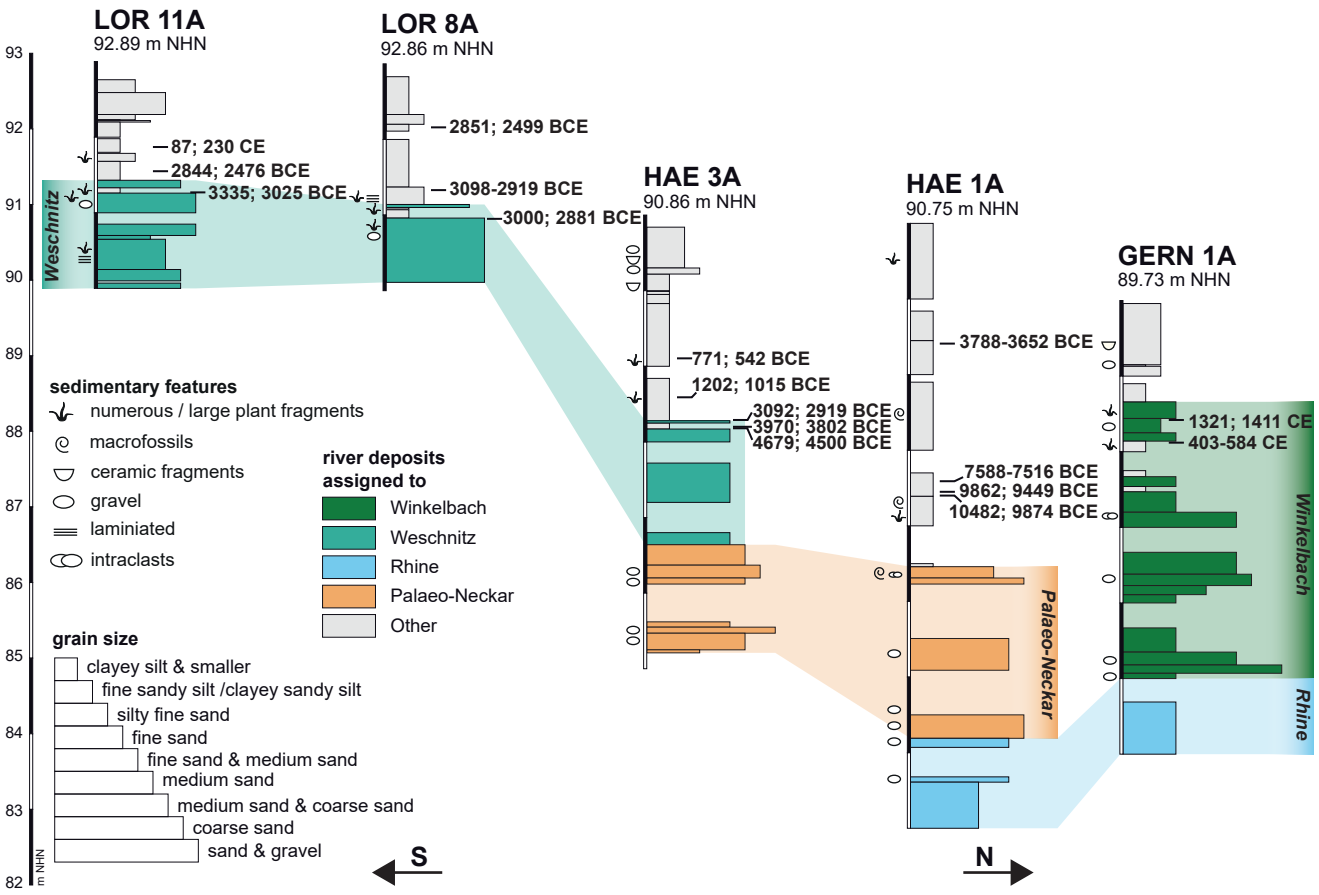 LOR 11A
92.89 m NHN
LOR 8A
92.86 m NHN
HAE 3A
90.86 m NHN
HAE 1A
90.75 m NHN
GERN 1A
89.73 m NHN
93
92
91
90
89
88
87
86
85
84
83
82
m NHN
87; 230 CE
2844; 2476 BCE
3335; 3025 BCE
Weschnitz
2851; 2499 BCE
3098-2919 BCE
3000; 2881 BCE
771; 542 BCE
1202; 1015 BCE
3092; 2919 BCE
3970; 3802 BCE
4679; 4500 BCE
3788-3652 BCE
7588-7516 BCE
9862; 9449 BCE
10482; 9874 BCE
Palaeo-Neckar
1321; 1411 CE
403-584 CE
Winkelbach
Rhine
sedimentary features
numerous / large plant fragments
macrofossils
ceramic fragments
gravel
laminiated
intraclasts
river deposits
assigned to
Winkelbach
Weschnitz
Rhine
Palaeo-Neckar
Other
grain size
clayey silt & smaller
fine sandy silt /clayey sandy silt
silty fine sand
fine sand
fine sand & medium sand
medium sand
medium sand & coarse sand
coarse sand
sand & gravel
S
N